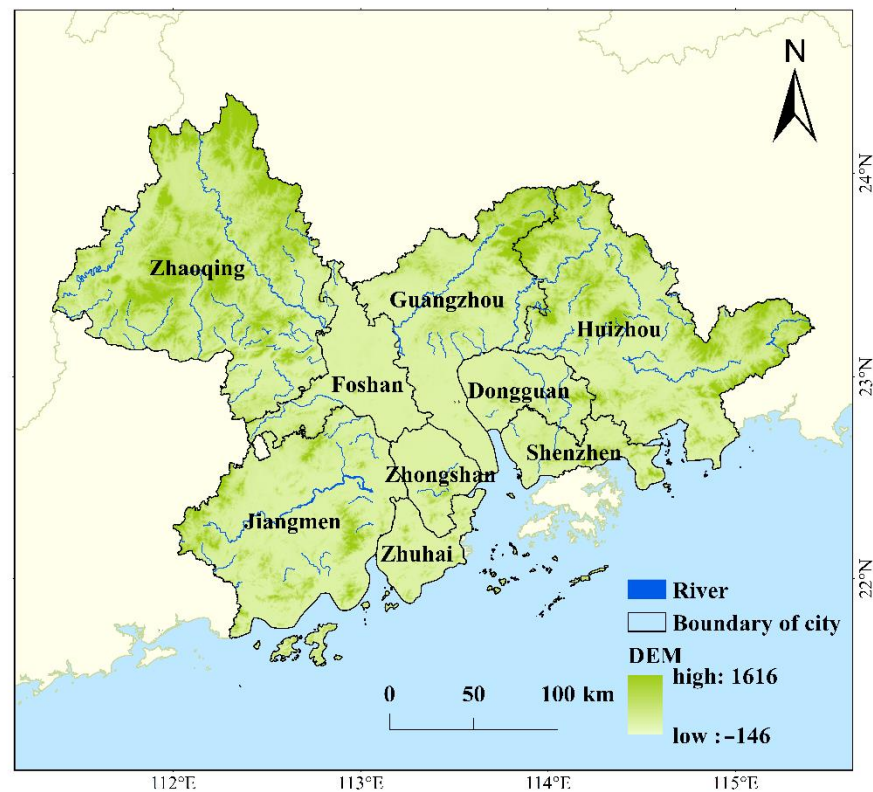 N
24°N
Zhaoqing
Guangzhou
Huizhou
23°N
Foshan
Dongguan
Shenzhen
Zhongshan
Jiangmen
Zhuhai
22°N
River
Boundary of city
DEM
high: 1616
low :-146
0 50 100 km
112°E 113°E 114°E 115°E